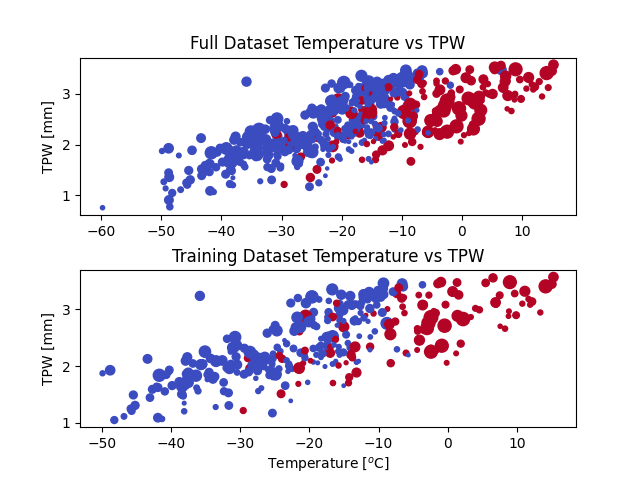 Full Dataset Temperature vs TPW
TPW [mm]
3
2
1
−60 −50 −40 −30 −20 −10 0 10
Training Dataset Temperature vs TPW
TPW [mm]
3
2
1
−50 −40 −30 −20 −10 0 10
Temperature [°C]